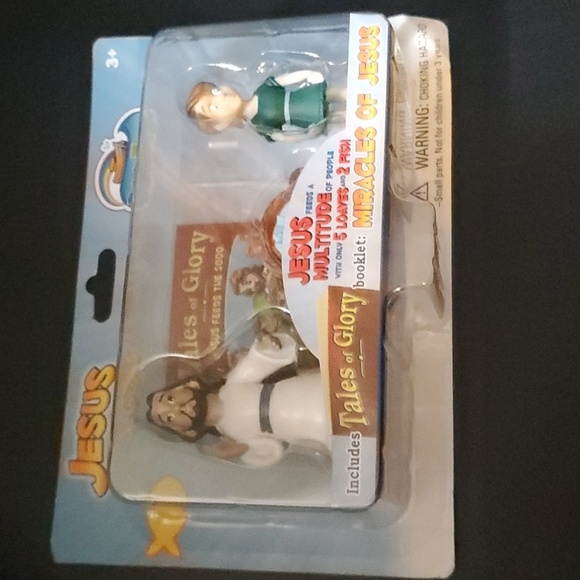 JESUS
3+
Tales of Glory
JESUS FEEDS THE 5000
JESUS FEEDS A
MULTITUDE OF PEOPLE
WITH ONLY 5 LOAVES AND 2 FISH
Includes Tales of Glory booklet: MIRACLES OF JESUS
WARNING: CHOKING HAZARD
Small parts. Not for children under 3 years